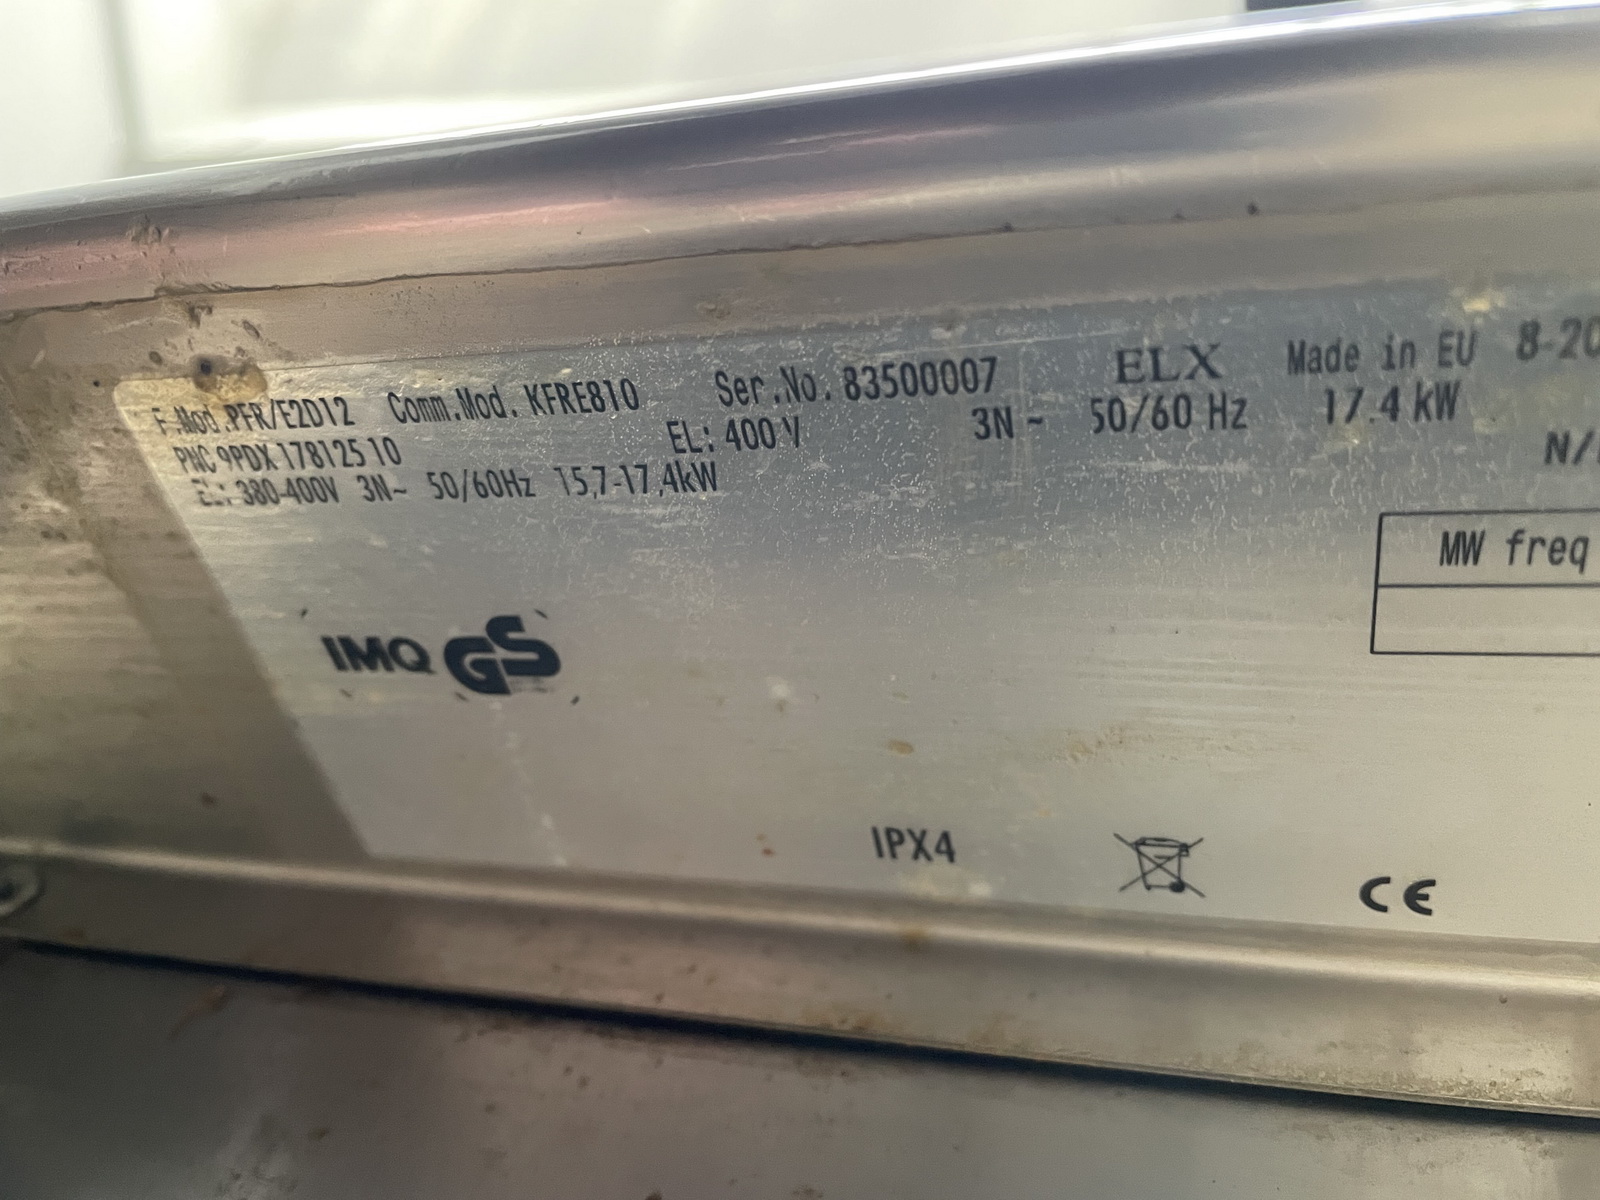 F.Mod.PFR/E2D12 Comm.Mod. KFRE810 Ser.No. 83500007 ELX Made in EU 8-20
PNC 9PDX 178125 10 EL: 400 V 3N~ 50/60 Hz 17.4 kW
EL: 380-400V 3N~ 50/60Hz 15,7-17,4kW N/
MW freq
IMQ GS
IPX4
CE